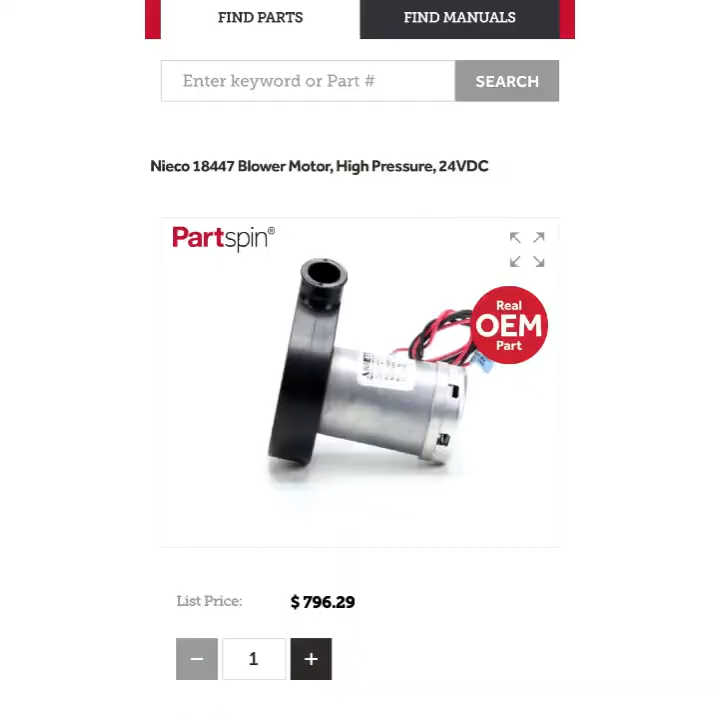 FIND PARTS
FIND MANUALS
Enter keyword or Part #
SEARCH
Nieco 18447 Blower Motor, High Pressure, 24VDC
Partspin®
Real
OEM
Part
List Price:
$ 796.29
− 1 +